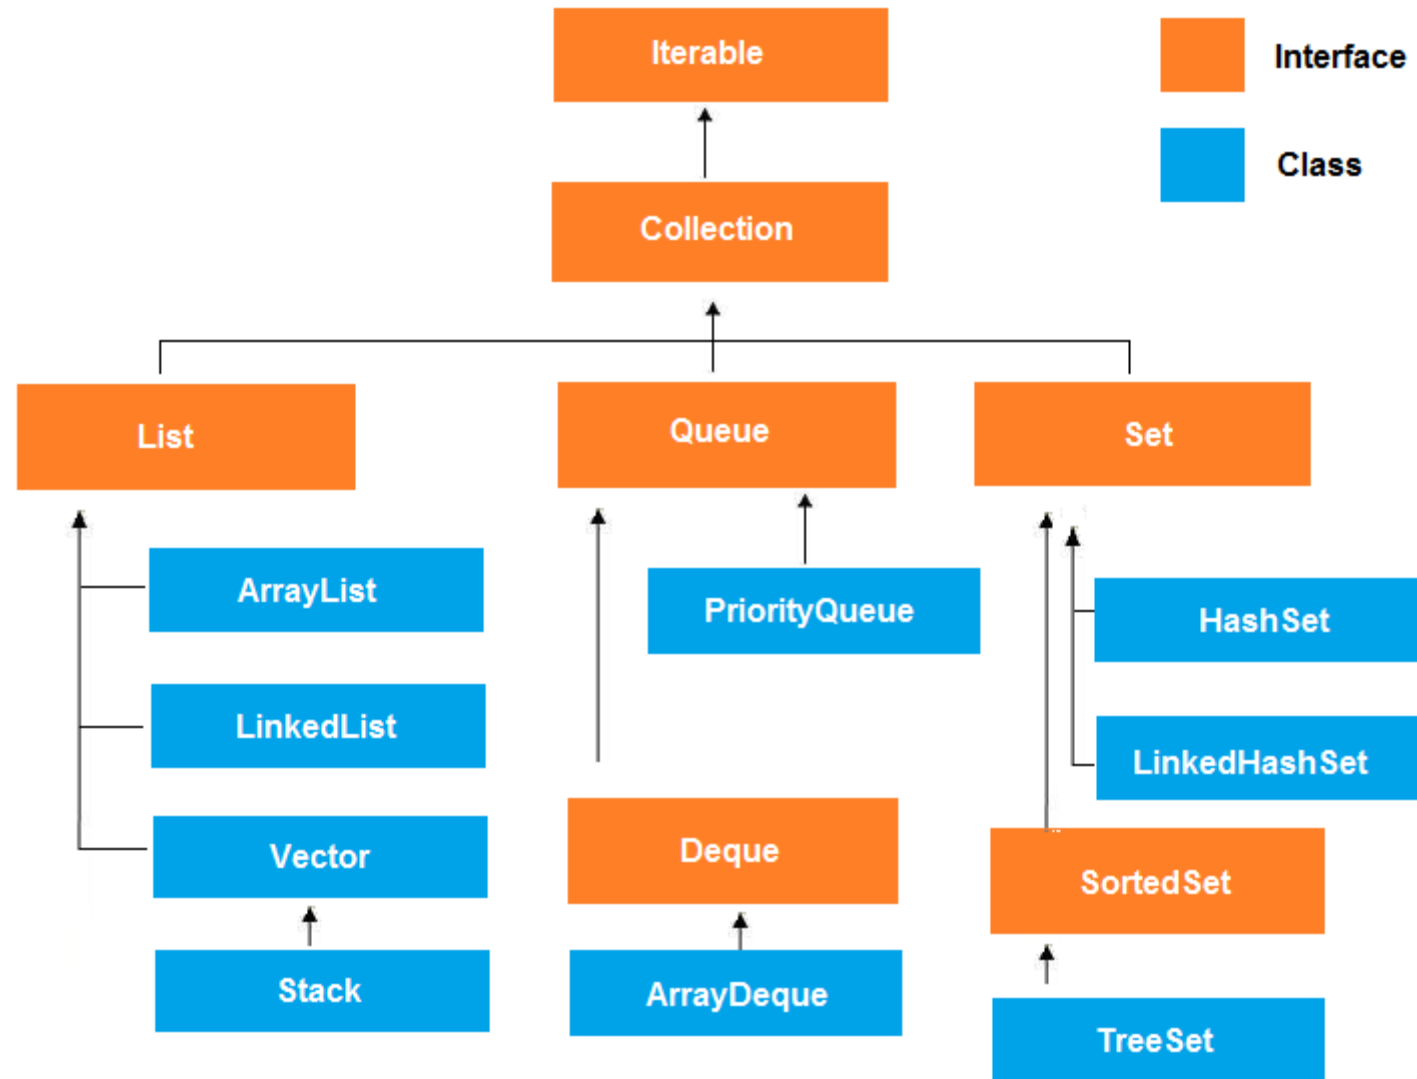 Iterable
Interface
Class
Collection
List
Queue
Set
ArrayList
PriorityQueue
HashSet
LinkedList
LinkedHashSet
Vector
Deque
SortedSet
Stack
ArrayDeque
TreeSet